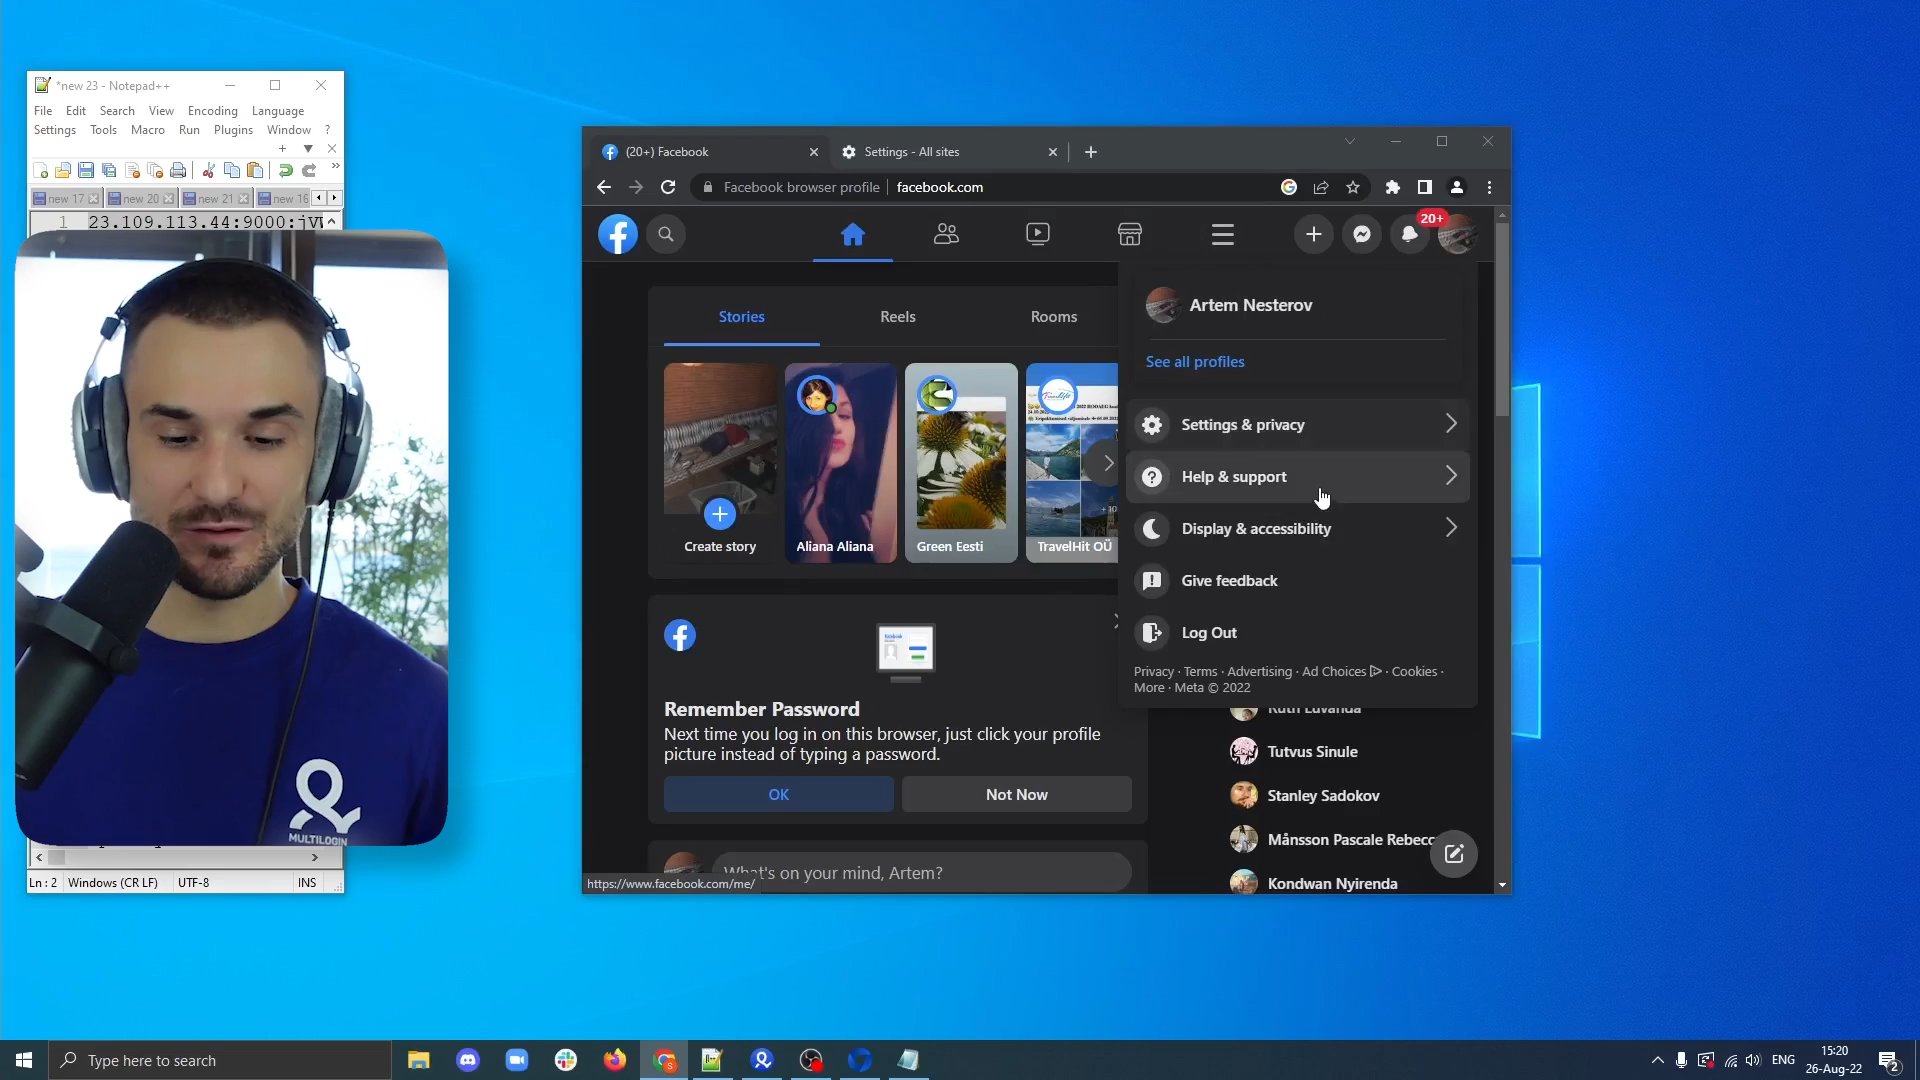 *new 23 - Notepad++
File Edit Search View Encoding Language
Settings Tools Macro Run Plugins Window ?
new 17 new 20 new 21 new 16
1 23.109.113.44:9000:jVV
Ln: 2 Windows (CR LF) UTF-8 INS
MULTILOGIN
(20+) Facebook
Settings - All sites
Facebook browser profile facebook.com
20+
Stories Reels Rooms
Create story
Aliana Aliana
Green Eesti
TravelHit OÜ
Remember Password
Next time you log in on this browser, just click your profile
picture instead of typing a password.
OK
Not Now
What's on your mind, Artem?
https://www.facebook.com/me/
Artem Nesterov
See all profiles
Settings & privacy
Help & support
Display & accessibility
Give feedback
Log Out
Privacy · Terms · Advertising · Ad Choices · Cookies ·
More · Meta © 2022
Tutvus Sinule
Stanley Sadokov
Månsson Pascale Rebecc
Kondwan Nyirenda
Type here to search
ENG
15:20
26-Aug-22
2